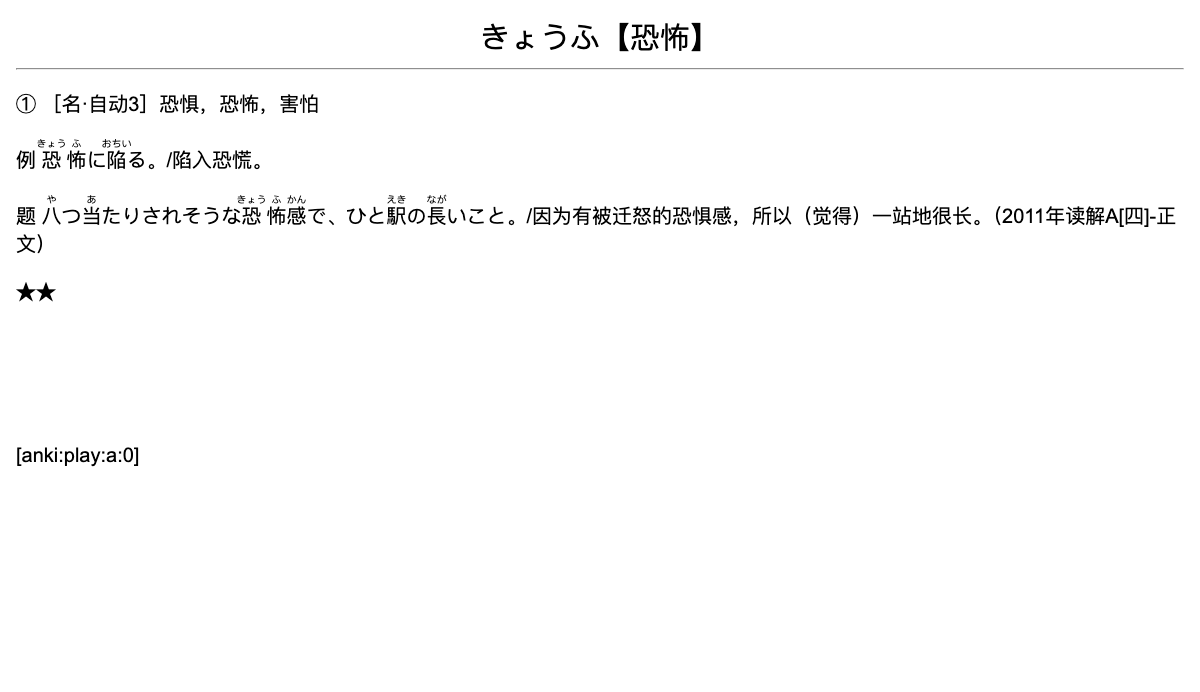 きょうふ【恐怖】
① ［名·自动3］恐惧，恐怖，害怕
きょう ふ おちい
例 恐 怖に陥る。/陷入恐慌。
や あ きょう ふ かん えき なが
题 八つ当たりされそうな恐 怖感で、ひと駅の長いこと。/因为有被迁怒的恐惧感，所以（觉得）一站地很长。（2011年读解A[四]-正
文）
★★
[anki:play:a:0]